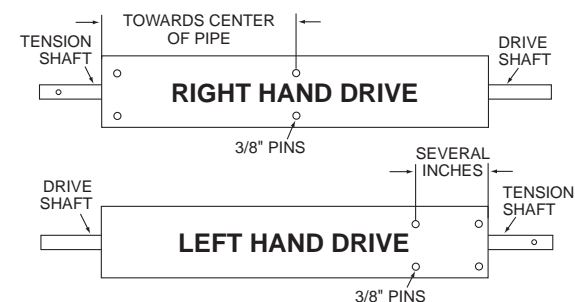 TOWARDS CENTER
OF PIPE
TENSION
SHAFT
DRIVE
SHAFT
RIGHT HAND DRIVE
3/8" PINS
SEVERAL
INCHES
DRIVE
SHAFT
TENSION
SHAFT
LEFT HAND DRIVE
3/8" PINS